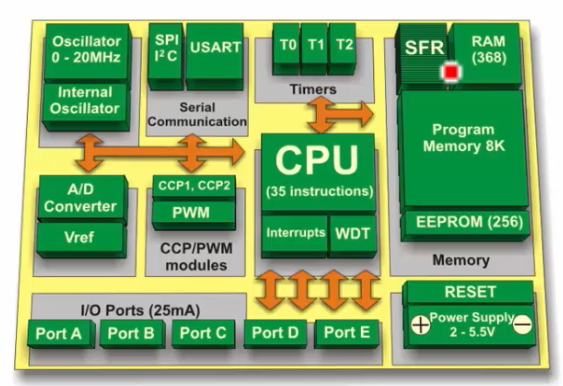 Oscillator
0 - 20MHz
Internal
Oscillator
SPI
I²C
USART
Serial
Communication
T0
T1
T2
Timers
SFR
RAM
(368)
Program
Memory 8K
EEPROM (256)
Memory
A/D
Converter
Vref
CCP1, CCP2
PWM
CCP/PWM
modules
CPU
(35 instructions)
Interrupts
WDT
I/O Ports (25mA)
Port A
Port B
Port C
Port D
Port E
RESET
+
Power Supply
2 - 5.5V
−